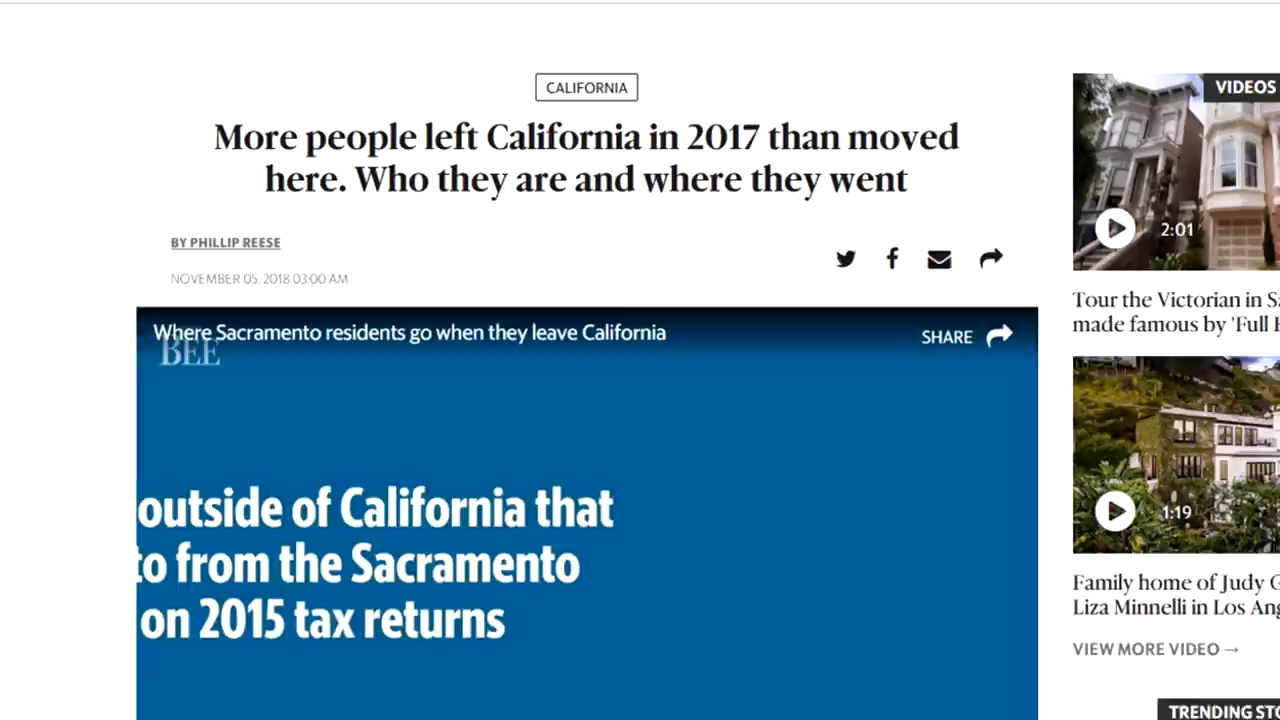 CALIFORNIA
More people left California in 2017 than moved
here. Who they are and where they went
BY PHILLIP REESE
NOVEMBER 05, 2018 03:00 AM
Where Sacramento residents go when they leave California
BEE
SHARE
outside of California that
to from the Sacramento
on 2015 tax returns
VIDEOS
2:01
Tour the Victorian in S
made famous by 'Full
1:19
Family home of Judy G
Liza Minnelli in Los An
VIEW MORE VIDEO →
TRENDING STO